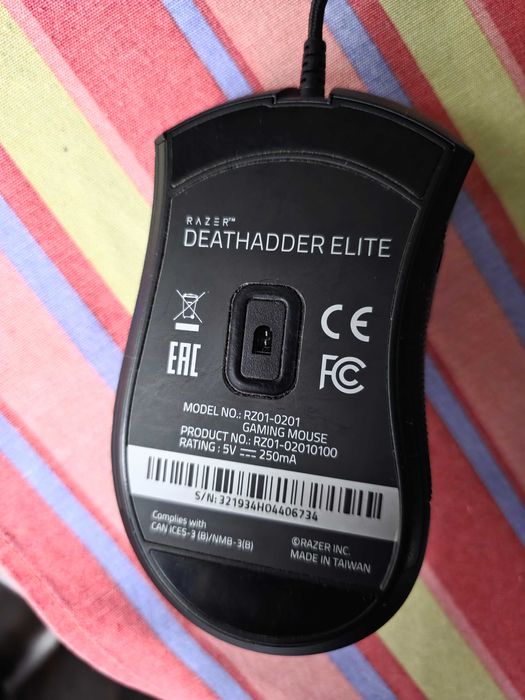 RAZER™
DEATHADDER ELITE
CE
EAC
FC
MODEL NO.: RZ01-0201
GAMING MOUSE
PRODUCT NO.: RZ01-02010100
RATING : 5V ⎓ 250mA
S/N: 321934H04406734
Complies with
CAN ICES-3 (B)/NMB-3(B)
©RAZER INC.
MADE IN TAIWAN